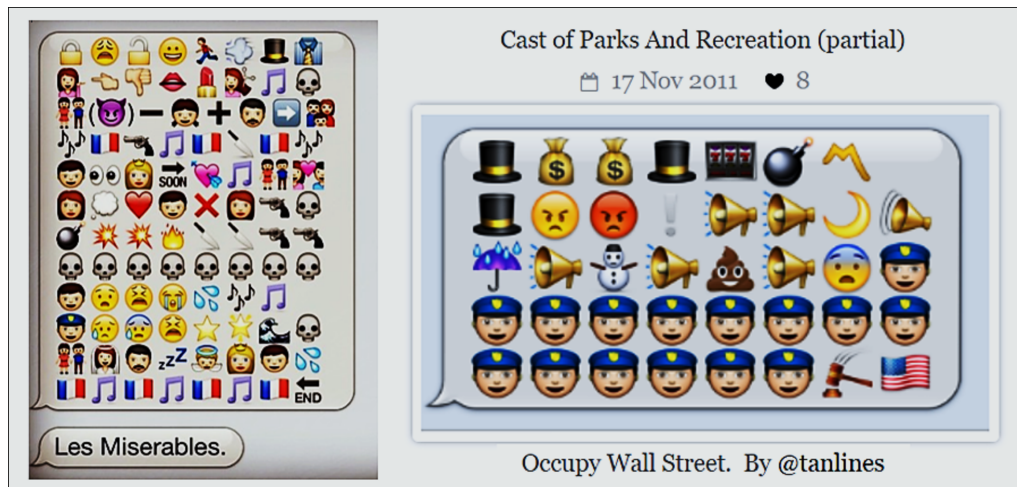 SOON
END
Les Miserables.
Cast of Parks And Recreation (partial)
17 Nov 2011 8
Occupy Wall Street. By @tanlines